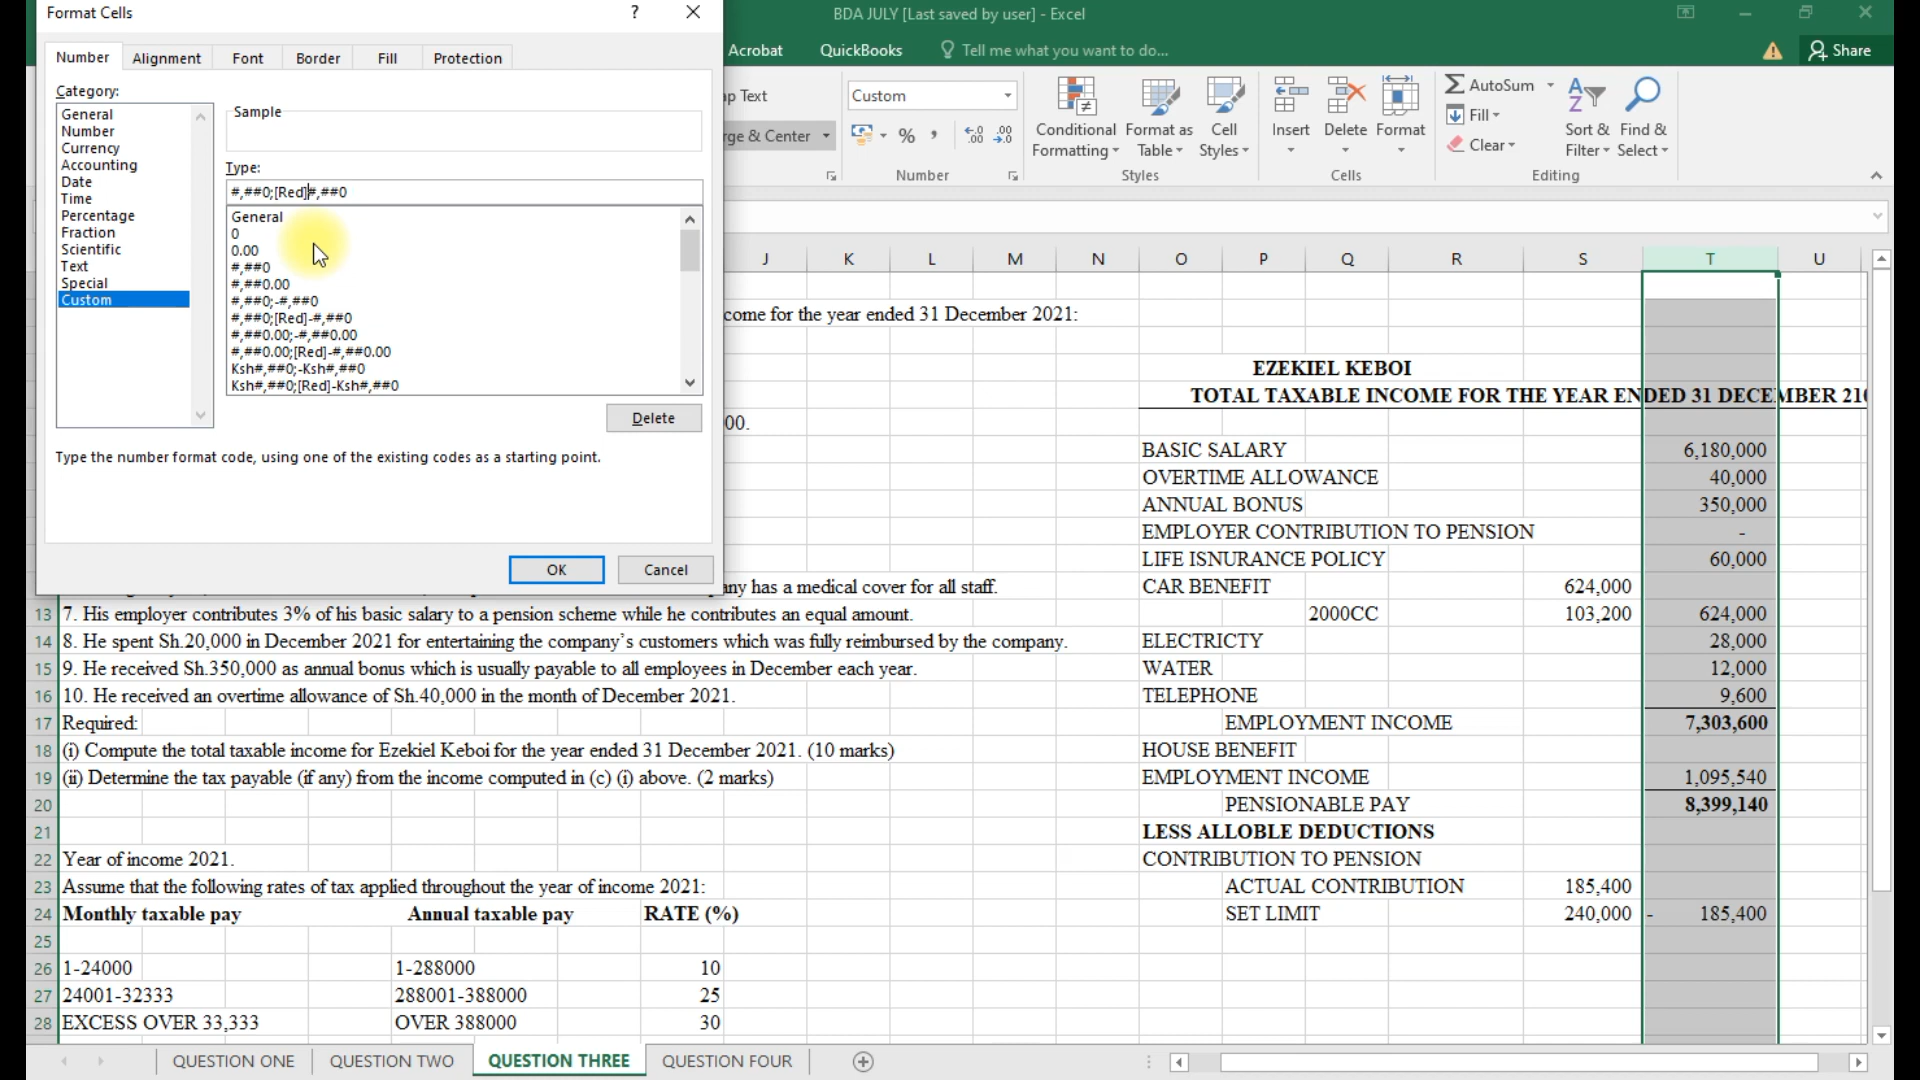 Format Cells
?
BDA JULY [Last saved by user] - Excel
Number Alignment Font Border Fill Protection
Acrobat QuickBooks Tell me what you want to do... Share
Category:
General
Number
Currency
Accounting
Date
Time
Percentage
Fraction
Scientific
Text
Special
Custom
Sample
Type:
#,##0;[Red]#,##0
General
0
0.00
#,##0
#,##0.00
#,##0;-#,##0
#,##0;[Red]-#,##0
#,##0.00;-#,##0.00
#,##0.00;[Red]-#,##0.00
Ksh#,##0;-Ksh#,##0
Ksh#,##0;[Red]-Ksh#,##0
Delete
Type the number format code, using one of the existing codes as a starting point.
OK Cancel
p Text
ge & Center
Custom
%
Number
Conditional Formatting
Format as Table
Cell Styles
Styles
Insert Delete Format
Cells
AutoSum
Fill
Clear
Sort & Filter
Find & Select
Editing
J K L M N O P Q R S T U
come for the year ended 31 December 2021:
EZEKIEL KEBOI
TOTAL TAXABLE INCOME FOR THE YEAR ENDED 31 DECEMBER 210
00.
BASIC SALARY 6,180,000
OVERTIME ALLOWANCE 40,000
ANNUAL BONUS 350,000
EMPLOYER CONTRIBUTION TO PENSION -
LIFE ISNURANCE POLICY 60,000
any has a medical cover for all staff. CAR BENEFIT 624,000
13 7. His employer contributes 3% of his basic salary to a pension scheme while he contributes an equal amount. 2000CC 103,200 624,000
14 8. He spent Sh.20,000 in December 2021 for entertaining the company's customers which was fully reimbursed by the company. ELECTRICTY 28,000
15 9. He received Sh.350,000 as annual bonus which is usually payable to all employees in December each year. WATER 12,000
16 10. He received an overtime allowance of Sh.40,000 in the month of December 2021. TELEPHONE 9,600
17 Required: EMPLOYMENT INCOME 7,303,600
18 (i) Compute the total taxable income for Ezekiel Keboi for the year ended 31 December 2021. (10 marks) HOUSE BENEFIT
19 (ii) Determine the tax payable (if any) from the income computed in (c) (i) above. (2 marks) EMPLOYMENT INCOME 1,095,540
20 PENSIONABLE PAY 8,399,140
21 LESS ALLOBLE DEDUCTIONS
22 Year of income 2021. CONTRIBUTION TO PENSION
23 Assume that the following rates of tax applied throughout the year of income 2021: ACTUAL CONTRIBUTION 185,400
24 Monthly taxable pay Annual taxable pay RATE (%) SET LIMIT 240,000 - 185,400
25
26 1-24000 1-288000 10
27 24001-32333 288001-388000 25
28 EXCESS OVER 33,333 OVER 388000 30
QUESTION ONE QUESTION TWO QUESTION THREE QUESTION FOUR